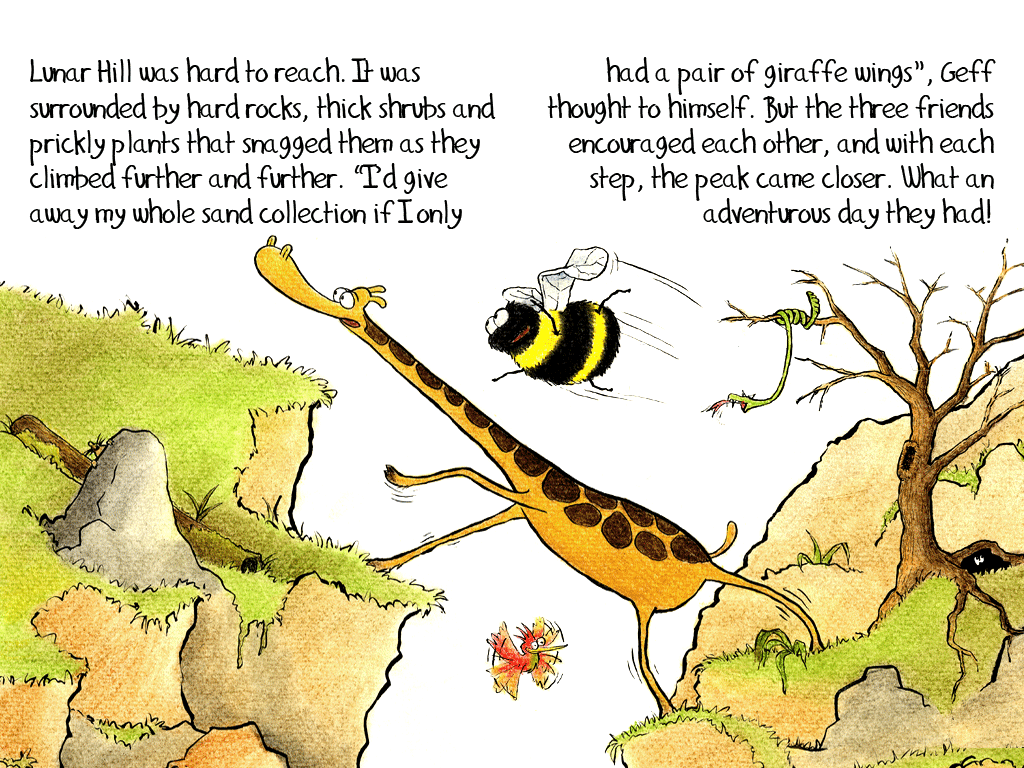 Lunar Hill was hard to reach. It was
surrounded by hard rocks, thick shrubs and
prickly plants that snagged them as they
climbed further and further. “I'd give
away my whole sand collection if I only
had a pair of giraffe wings”, Geff
thought to himself. But the three friends
encouraged each other, and with each
step, the peak came closer. What an
adventurous day they had!